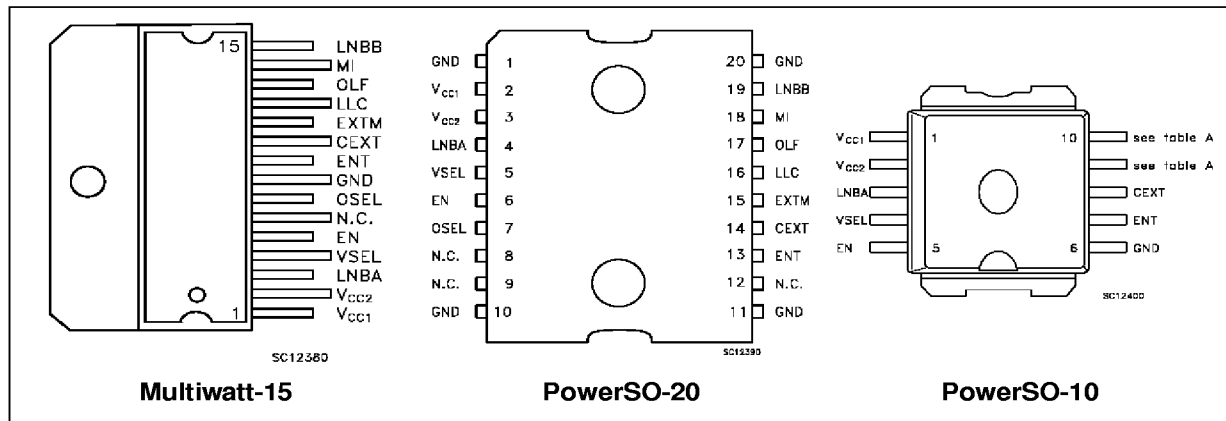 15 LNBB
MI
OLF
LLC
EXTM
CEXT
ENT
GND
OSEL
N.C.
EN
VSEL
LNBA
VCC2
1 VCC1
SC12380
Multiwatt-15
GND 1 20 GND
VCC1 2 19 LNBB
VCC2 3 18 MI
LNBA 4 17 OLF
VSEL 5 16 LLC
EN 6 15 EXTM
OSEL 7 14 CEXT
N.C. 8 13 ENT
N.C. 9 12 N.C.
GND 10 11 GND
SC12390
PowerSO-20
VCC1 1 10 see table A
VCC2 see table A
LNBA CEXT
VSEL ENT
EN 5 6 GND
SC12400
PowerSO-10